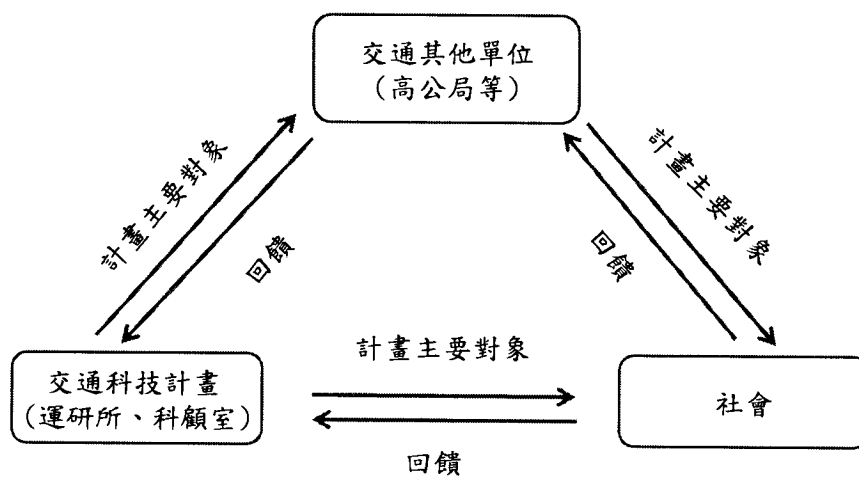 交通其他單位
（高公局等）
計畫主要對象
回饋
計畫主要對象
回饋
交通科技計畫
（運研所、科顧室）
計畫主要對象
回饋
社會